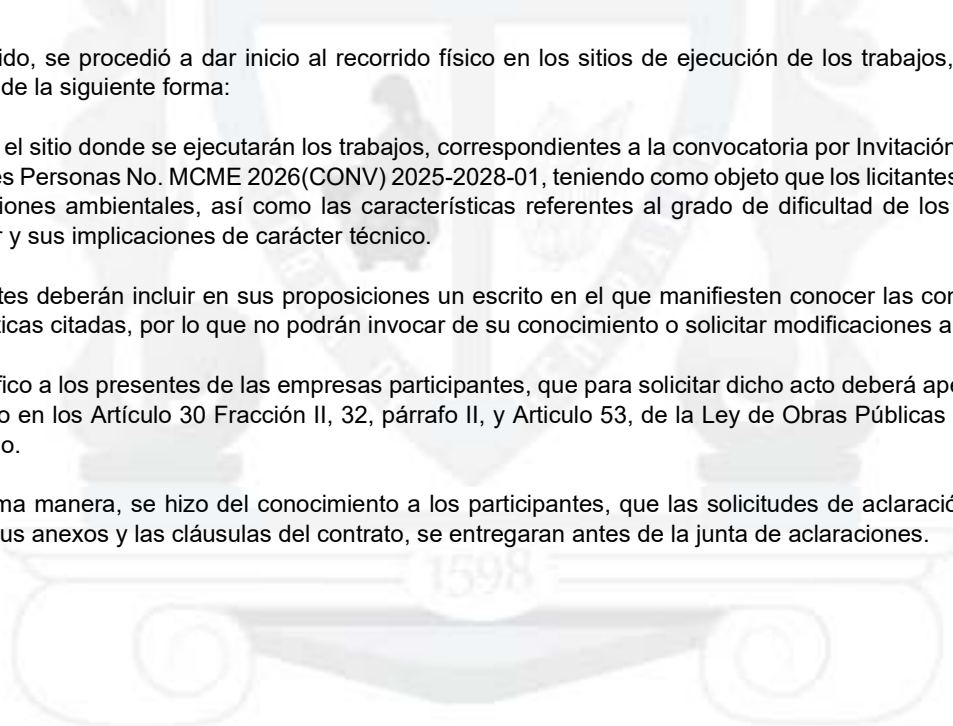 ido, se procedió a dar inicio al recorrido físico en los sitios de ejecución de los trabajos,
de la siguiente forma:
el sitio donde se ejecutarán los trabajos, correspondientes a la convocatoria por Invitación
es Personas No. MCME 2026(CONV) 2025-2028-01, teniendo como objeto que los licitantes
iones ambientales, así como las características referentes al grado de dificultad de los
r y sus implicaciones de carácter técnico.
tes deberán incluir en sus proposiciones un escrito en el que manifiesten conocer las con
ticas citadas, por lo que no podrán invocar de su conocimiento o solicitar modificaciones a
fico a los presentes de las empresas participantes, que para solicitar dicho acto deberá ape
o en los Artículo 30 Fracción II, 32, párrafo II, y Articulo 53, de la Ley de Obras Públicas
o.
ma manera, se hizo del conocimiento a los participantes, que las solicitudes de aclaració
us anexos y las cláusulas del contrato, se entregaran antes de la junta de aclaraciones.
1598